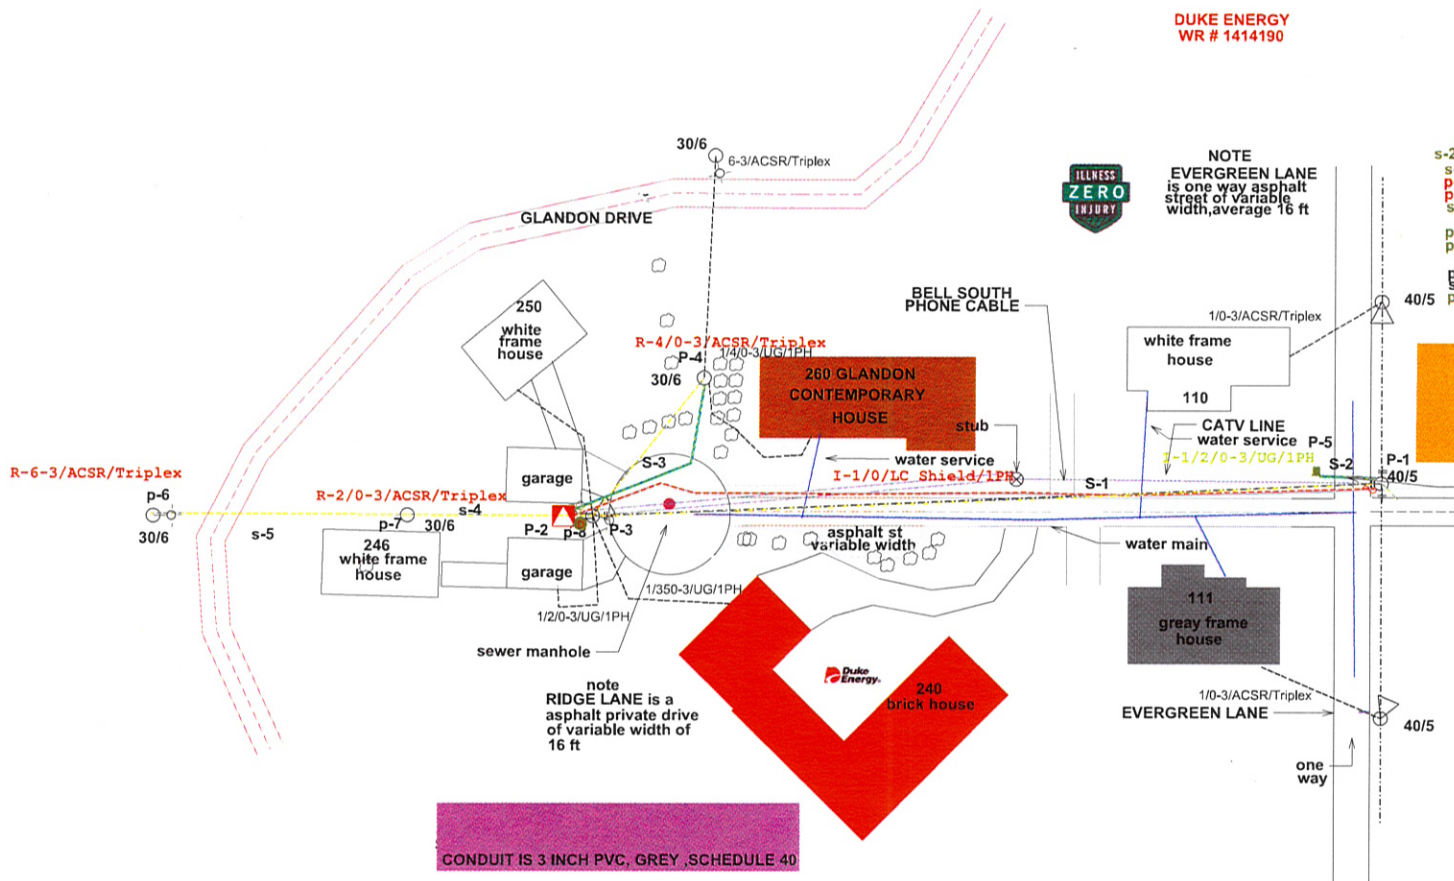 DUKE ENERGY
WR # 1414190
30/6
6-3/ACSR/Triplex
ILLNESS
ZERO
INJURY
NOTE
EVERGREEN LANE
is one way asphalt
street of variable
width,average 16 ft
GLANDON DRIVE
250
white
frame
house
BELL SOUTH
PHONE CABLE
1/0-3/ACSR/Triplex
40/5
R-4/0-3/ACSR/Triplex
1/4/0-3/UG/1PH
P-4
30/6
white frame
house
110
260 GLANDON
CONTEMPORARY
HOUSE
stub
CATV LINE
water service
P-5
I-1/2/0-3/UG/1PH
S-2
P-1
40/5
S-3
water service
I-1/0/LC Shield/1PH
S-1
R-6-3/ACSR/Triplex
p-6
30/6
s-5
R-2/0-3/ACSR/Triplex
s-4
p-7
30/6
garage
P-2
p-8
P-3
246
white frame
house
garage
asphalt st
variable width
water main
1/350-3/UG/1PH
1/2/0-3/UG/1PH
111
greay frame
house
sewer manhole
note
RIDGE LANE is a
asphalt private drive
of variable width of
16 ft
Duke
Energy
240
brick house
1/0-3/ACSR/Triplex
EVERGREEN LANE
40/5
one
way
CONDUIT IS 3 INCH PVC, GREY ,SCHEDULE 40